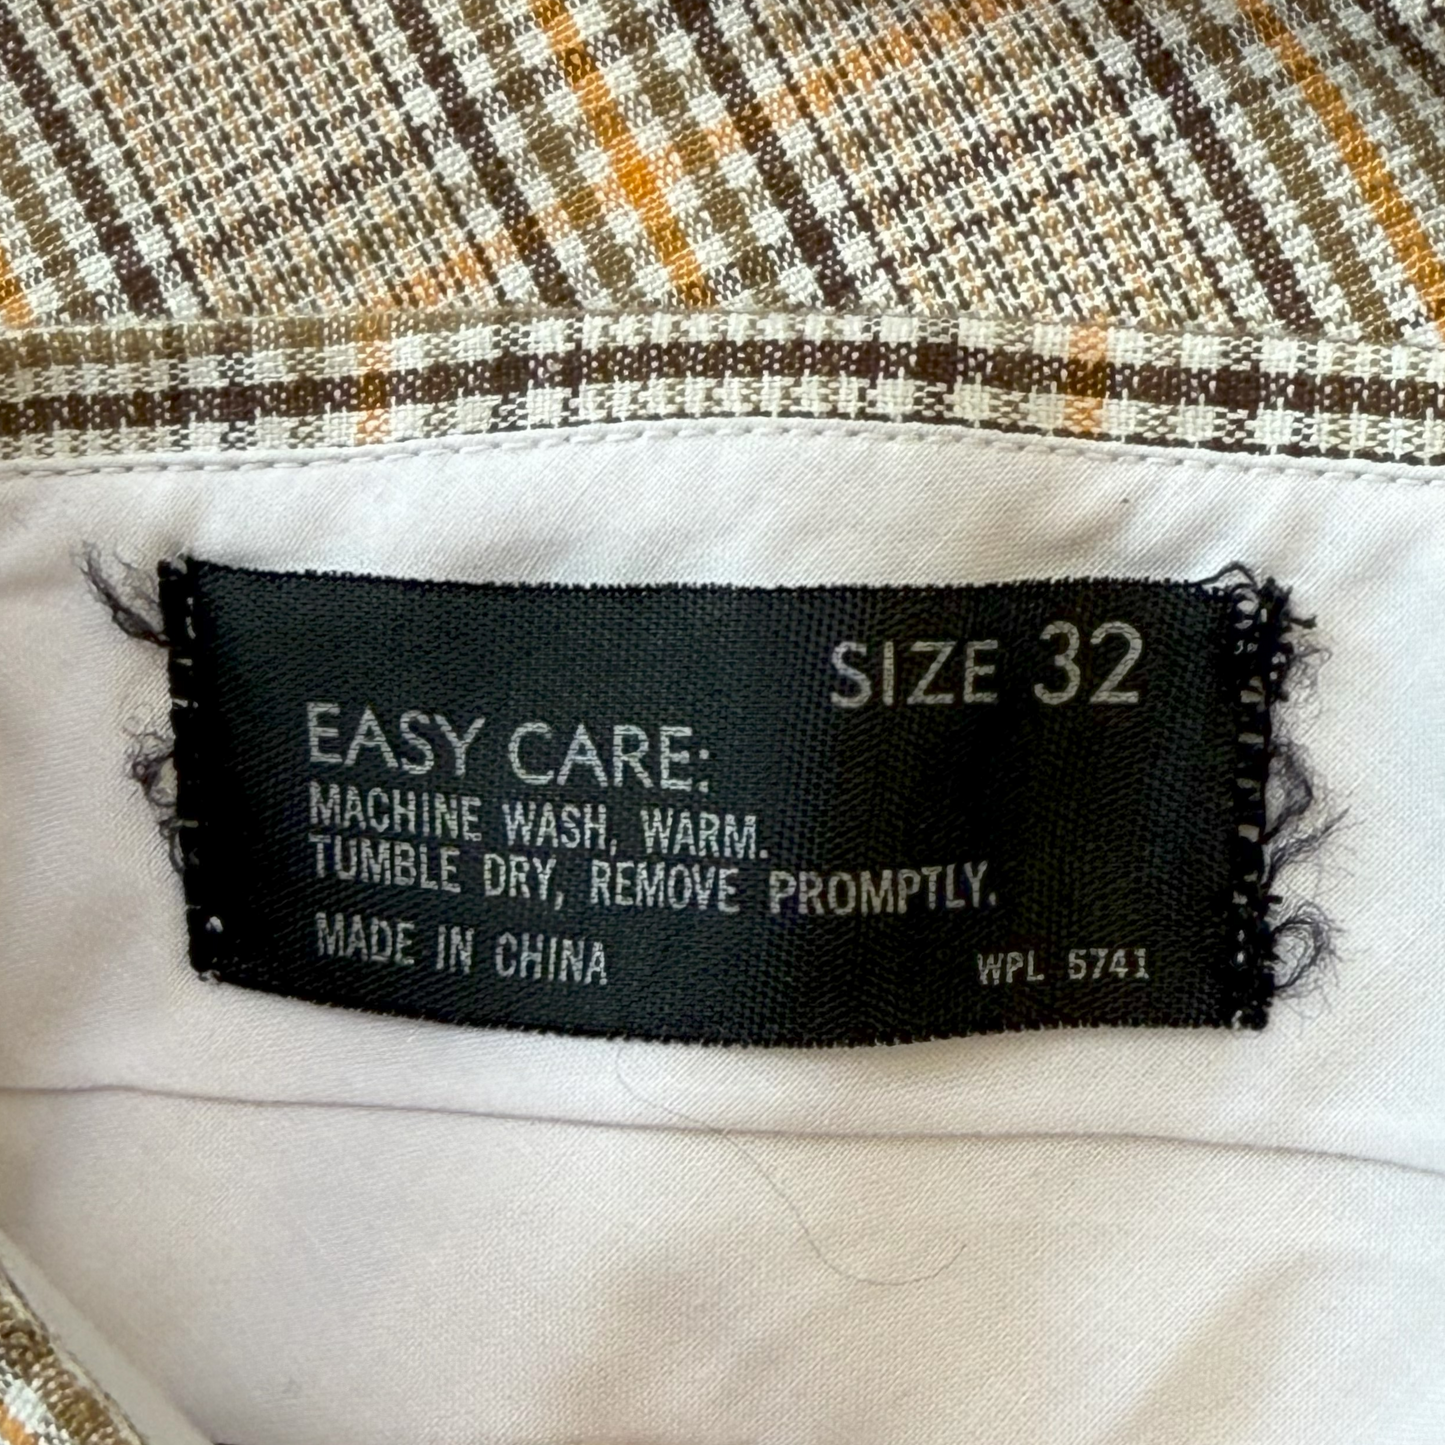 SIZE 32
EASY CARE:
MACHINE WASH, WARM.
TUMBLE DRY, REMOVE PROMPTLY.
MADE IN CHINA
WPL 5741